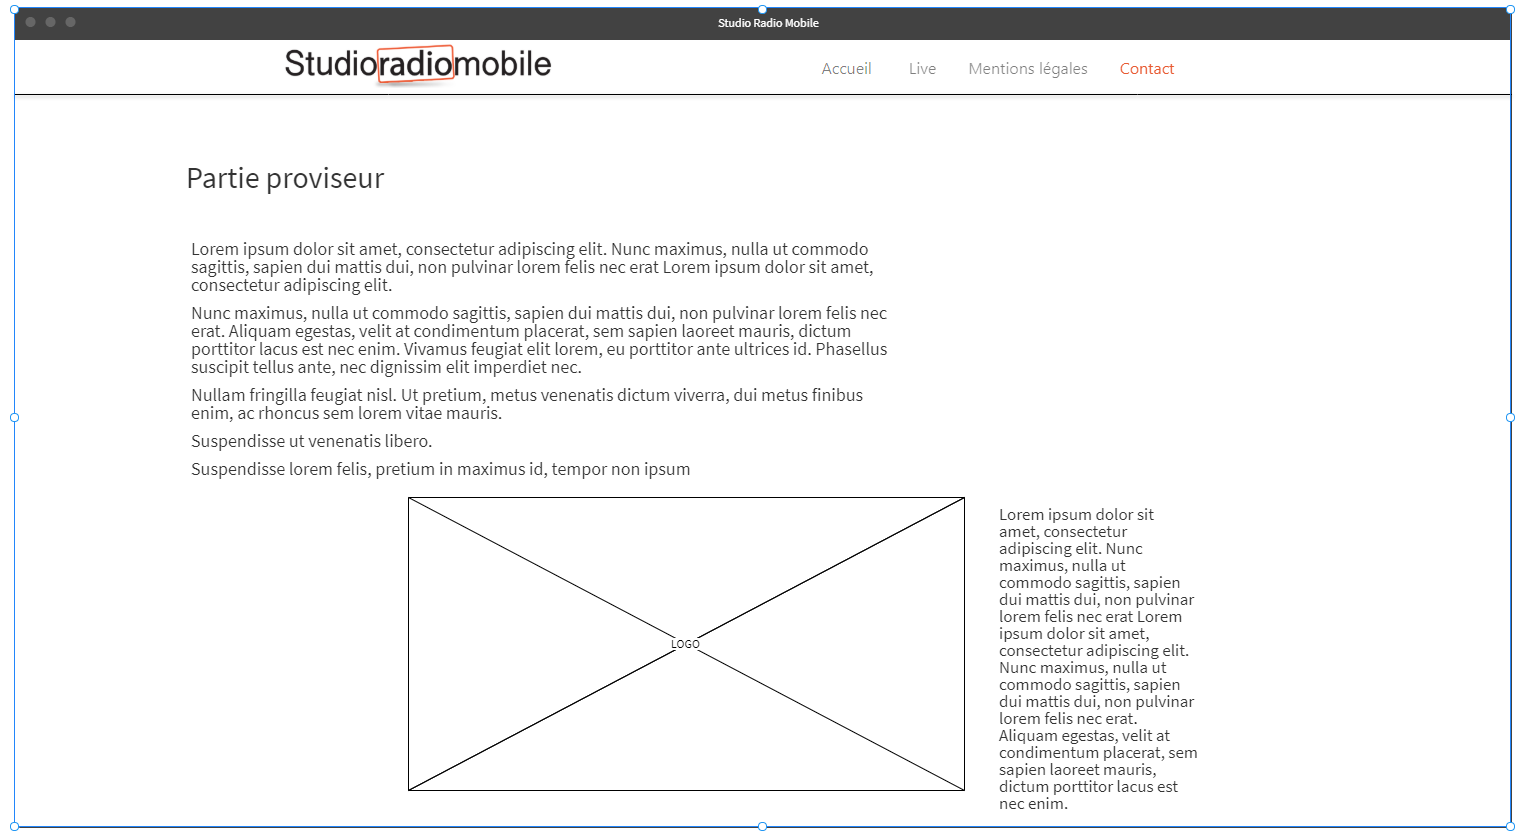 Studio Radio Mobile
Studioradiomobile
Accueil Live Mentions légales Contact
Partie proviseur
Lorem ipsum dolor sit amet, consectetur adipiscing elit. Nunc maximus, nulla ut commodo
sagittis, sapien dui mattis dui, non pulvinar lorem felis nec erat Lorem ipsum dolor sit amet,
consectetur adipiscing elit.
Nunc maximus, nulla ut commodo sagittis, sapien dui mattis dui, non pulvinar lorem felis nec
erat. Aliquam egestas, velit at condimentum placerat, sem sapien laoreet mauris, dictum
porttitor lacus est nec enim. Vivamus feugiat elit lorem, eu porttitor ante ultrices id. Phasellus
suscipit tellus ante, nec dignissim elit imperdiet nec.
Nullam fringilla feugiat nisl. Ut pretium, metus venenatis dictum viverra, dui metus finibus
enim, ac rhoncus sem lorem vitae mauris.
Suspendisse ut venenatis libero.
Suspendisse lorem felis, pretium in maximus id, tempor non ipsum
LOGO
Lorem ipsum dolor sit
amet, consectetur
adipiscing elit. Nunc
maximus, nulla ut
commodo sagittis, sapien
dui mattis dui, non pulvinar
lorem felis nec erat Lorem
ipsum dolor sit amet,
consectetur adipiscing elit.
Nunc maximus, nulla ut
commodo sagittis, sapien
dui mattis dui, non pulvinar
lorem felis nec erat.
Aliquam egestas, velit at
condimentum placerat, sem
sapien laoreet mauris,
dictum porttitor lacus est
nec enim.